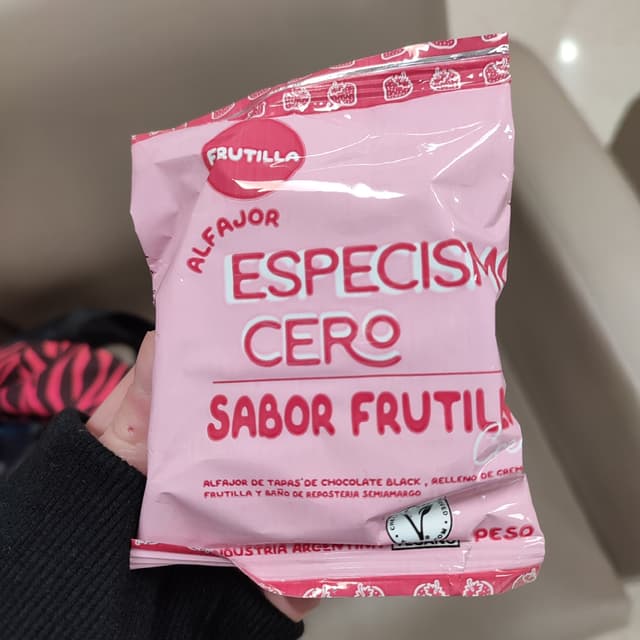 FRUTILLA
ALFAJOR
ESPECISMO
CERO
SABOR FRUTILLA
ALFAJOR DE TAPAS DE CHOCOLATE BLACK, RELLENO DE CREM
FRUTILLA Y BAÑO DE REPOSTERIA SEMIAMARGO
INDUSTRIA ARGENTINA
PESO